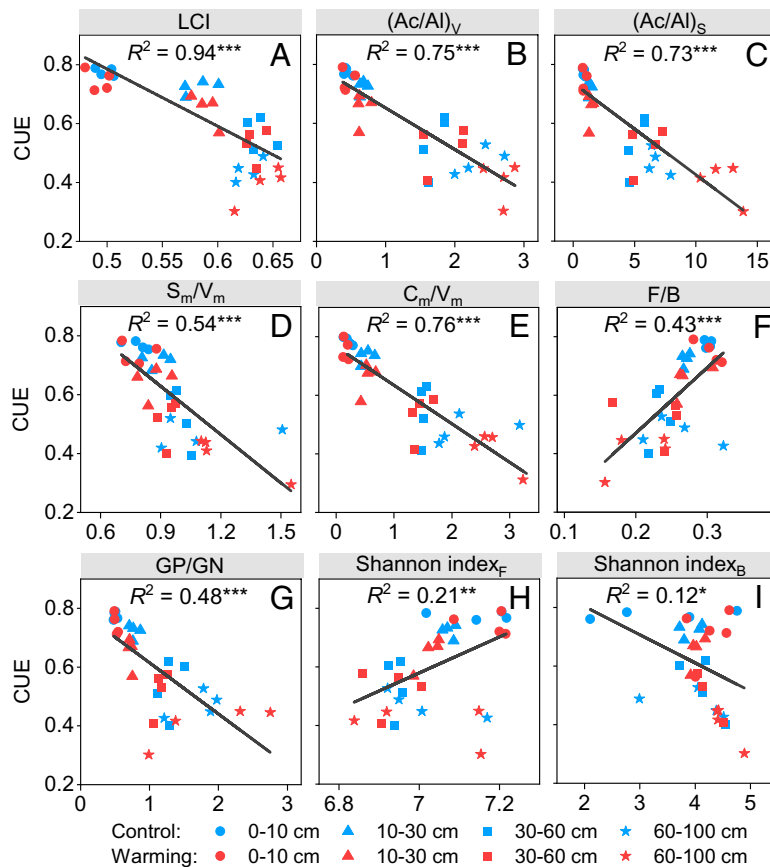 LCI
(Ac/Al)V
(Ac/Al)S
R² = 0.94***
A
R² = 0.75***
B
R² = 0.73***
C
CUE
0.8
0.6
0.4
0.2
0.5 0.55 0.6 0.65
0 1 2 3
0 5 10 15
Sm/Vm
Cm/Vm
F/B
R² = 0.54***
D
R² = 0.76***
E
R² = 0.43***
F
CUE
0.8
0.6
0.4
0.2
0.6 0.9 1.2 1.5
0 1 2 3
0.1 0.2 0.3
GP/GN
Shannon indexF
Shannon indexB
R² = 0.48***
G
R² = 0.21**
H
R² = 0.12*
I
CUE
0.8
0.6
0.4
0.2
0 1 2 3
6.8 7 7.2
2 3 4 5
Control: 0-10 cm 10-30 cm 30-60 cm 60-100 cm
Warming: 0-10 cm 10-30 cm 30-60 cm 60-100 cm